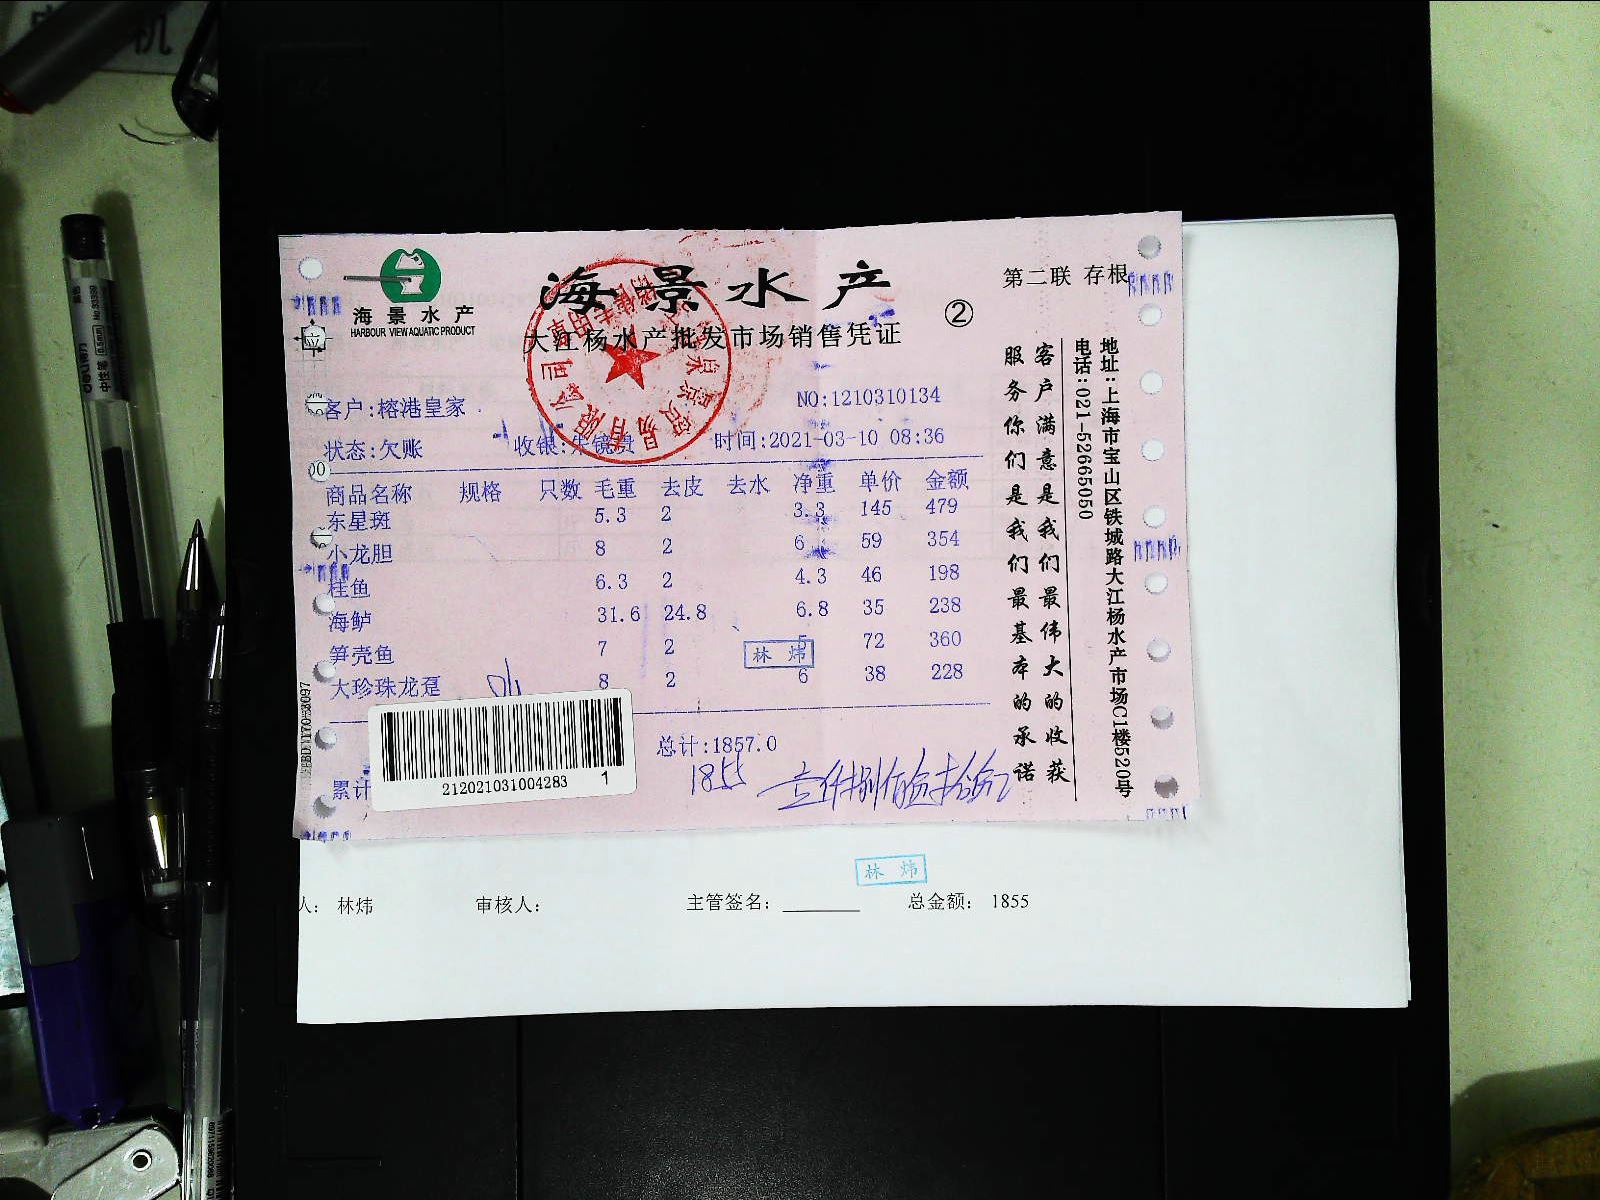 海景水产
HARBOUR VIEW AQUATIC PRODUCT
海景水产
大江杨水产批发市场销售凭证
②
第二联 存根
客户:榕港皇家
NO:1210310134
状态:欠账 收银:朱镜贵 时间:2021-03-10 08:36
商品名称 规格 只数 毛重 去皮 去水 净重 单价 金额
东星斑 5.3 2 3.3 145 479
小龙胆 8 2 6 59 354
桂鱼 6.3 2 4.3 46 198
海鲈 31.6 24.8 6.8 35 238
笋壳鱼 7 2 5 72 360
大珍珠龙趸 8 2 6 38 228
林炜
总计:1857.0
累计
1855
212021031004283 1
客户满意是我们最伟大的收获
服务你们是我们最基本的承诺
地址:上海市宝山区铁城路大江杨水产市场C1楼520号
电话:021-52665050
林炜
人: 林炜 审核人: 主管签名: 总金额: 1855
deli
中性笔
机